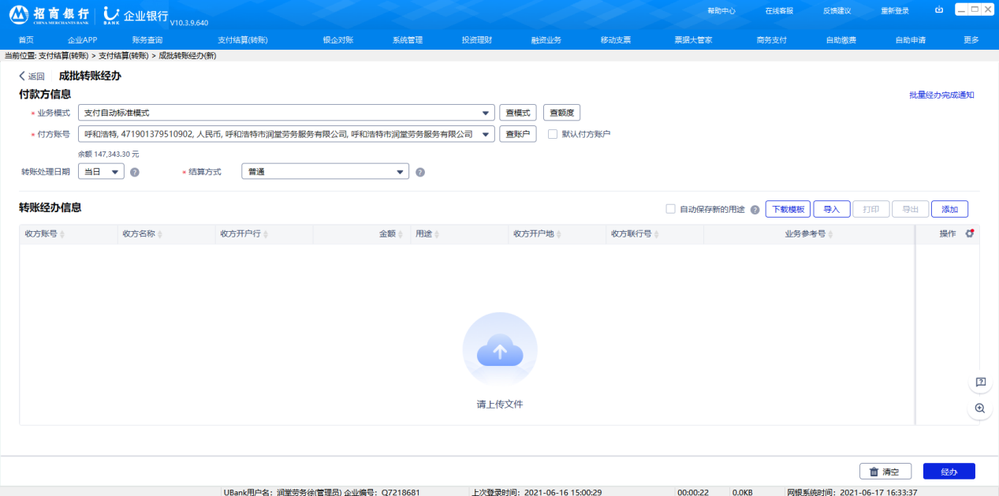 招商银行 企业银行 V10.3.9.640 帮助中心 在线客服 反馈建议 重新登录
CHINA MERCHANTS BANK U BANK
首页 企业APP 账务查询 支付结算(转账) 银企对账 系统管理 投资理财 融资业务 移动支票 票据大管家 商务支付 自助缴费 自助申请 更多
当前位置: 支付结算(转账) > 支付结算(转账) > 成批转账经办(新)
返回 成批转账经办
付款方信息 批量经办完成通知
* 业务模式 支付自动标准模式 查模式 查额度
* 付方账号 呼和浩特, 471901379510902, 人民币, 呼和浩特市润堂劳务服务有限公司, 呼和浩特市润堂劳务服务有限公司 查账户 默认付方账户
余额 147,343.30 元
转账处理日期 当日 ? * 结算方式 普通 ?
转账经办信息 自动保存新的用途 ? 下载模板 导入 打印 导出 添加
收方账号 收方名称 收方开户行 金额 用途 收方开户地 收方联行号 业务参考号 操作
请上传文件
清空 经办
UBank用户名: 润堂劳务徐(管理员) 企业编号: Q7218681 上次登录时间: 2021-06-16 15:00:29 00:00:22 0.0KB 网银系统时间: 2021-06-17 16:33:37